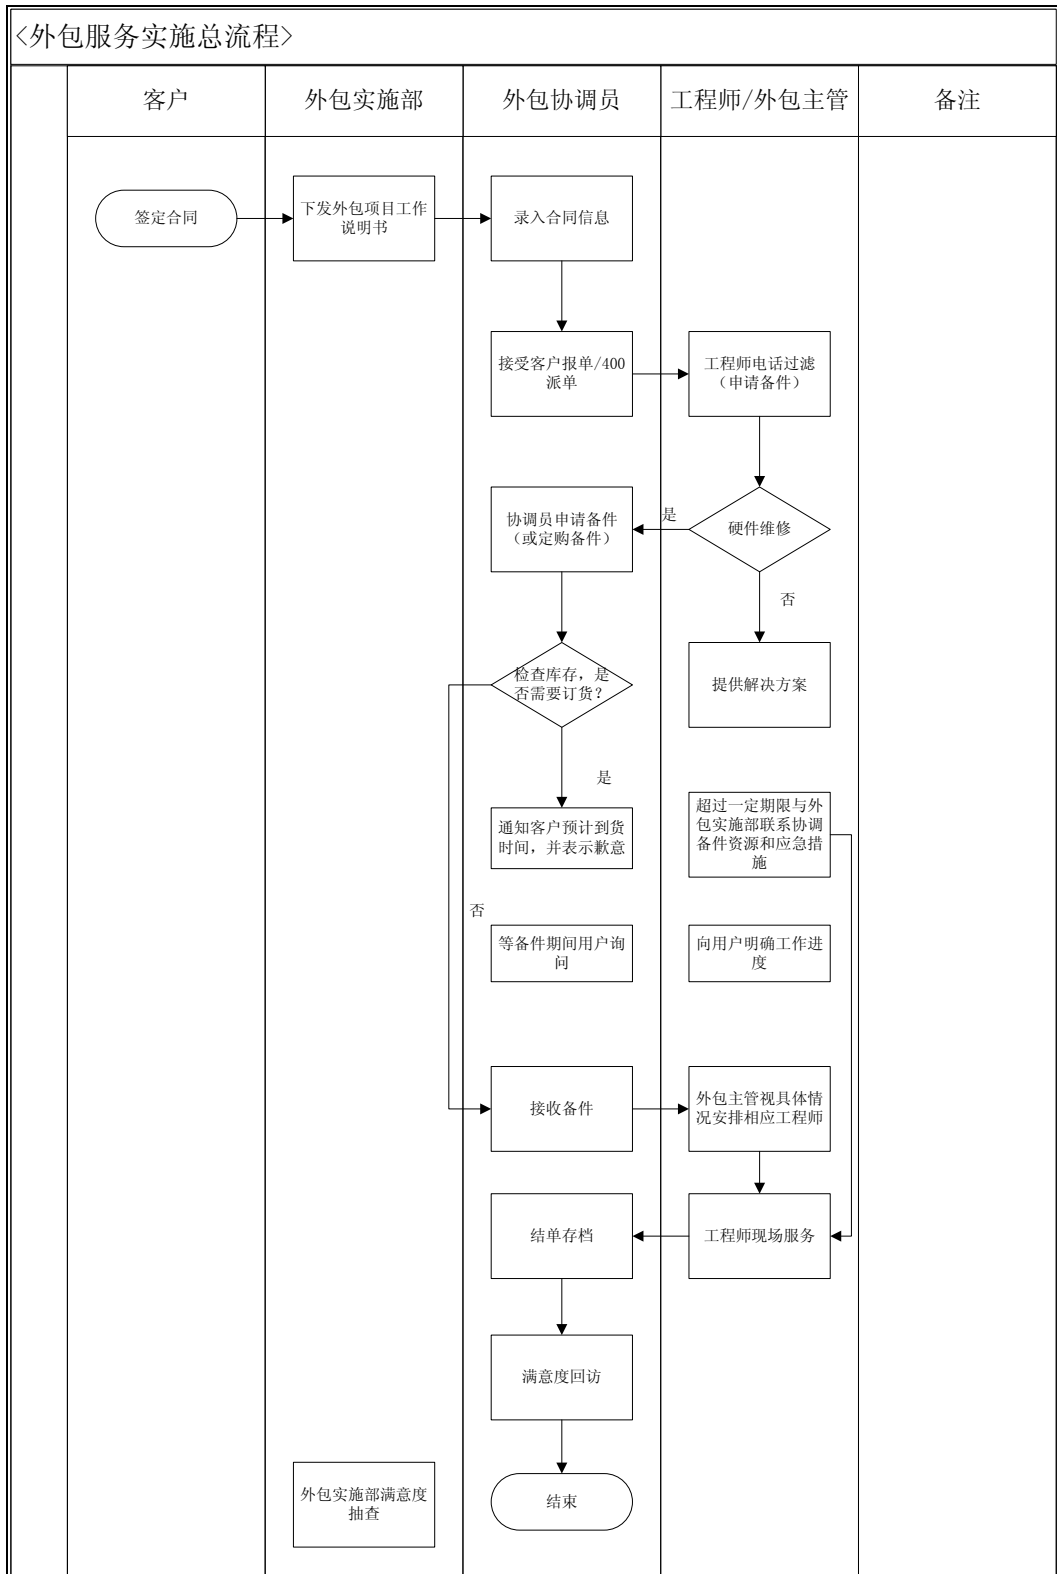 <外包服务实施总流程>
客户
外包实施部
外包协调员
工程师/外包主管
备注
签定合同
下发外包项目工作
说明书
录入合同信息
接受客户报单/400
派单
工程师电话过滤
（申请备件）
协调员申请备件
（或定购备件）
是
硬件维修
否
检查库存，是
否需要订货？
提供解决方案
是
通知客户预计到货
时间，并表示歉意
超过一定期限与外
包实施部联系协调
备件资源和应急措
施
否
等备件期间用户询
问
向用户明确工作进
度
接收备件
外包主管视具体情
况安排相应工程师
结单存档
工程师现场服务
满意度回访
外包实施部满意度
抽查
结束